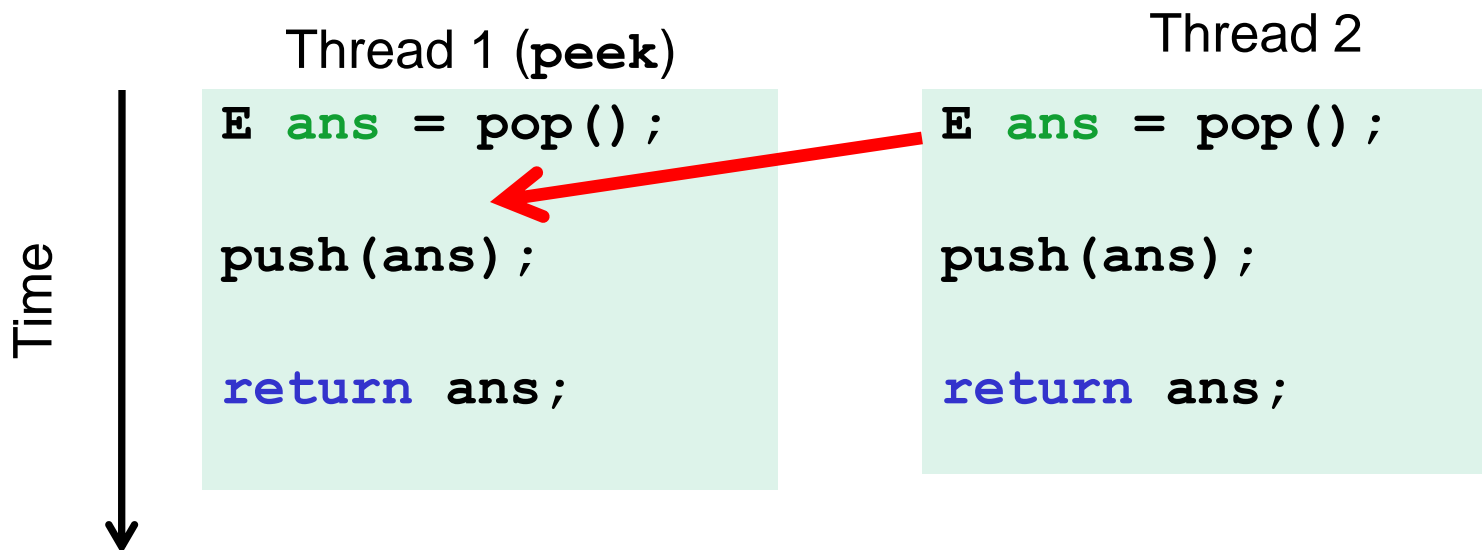 Thread 1 (peek)
Thread 2
Time
E ans = pop();
push(ans);
return ans;
E ans = pop();
push(ans);
return ans;